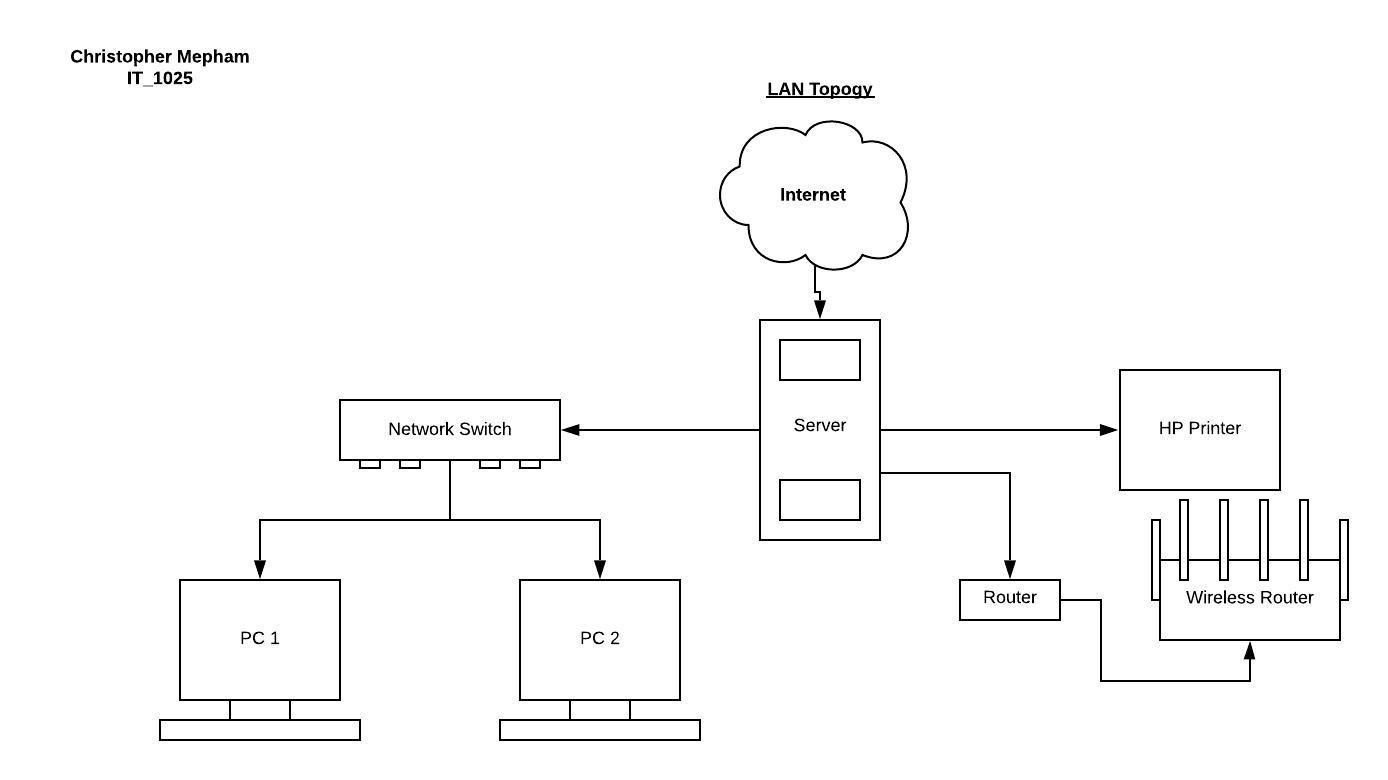 Christopher Mepham
IT_1025
LAN Topogy
Internet
Server
Network Switch
HP Printer
Router
Wireless Router
PC 1
PC 2